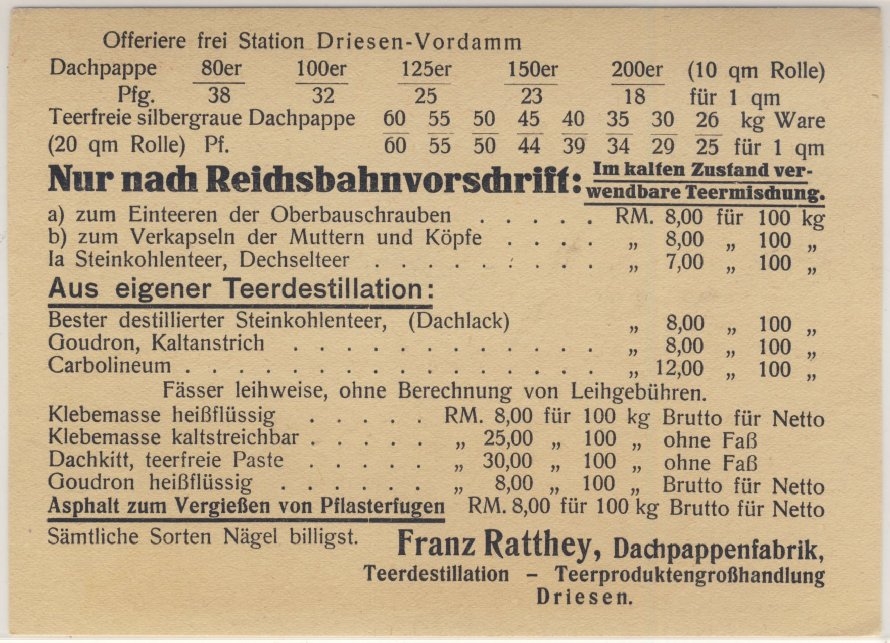 Offeriere frei Station Driesen-Vordamm
Dachpappe 80er 100er 125er 150er 200er (10 qm Rolle)
Pfg. 38 32 25 23 18 für 1 qm
Teerfreie silbergraue Dachpappe 60 55 50 45 40 35 30 26 kg Ware
(20 qm Rolle) Pf. 60 55 50 44 39 34 29 25 für 1 qm
Nur nach Reichsbahnvorschrift: Im kalten Zustand ver-
wendbare Teermischung.
a) zum Einteeren der Oberbauschrauben . . . . . RM. 8,00 für 100 kg
b) zum Verkapseln der Muttern und Köpfe . . . . „ 8,00 „ 100 „
Ia Steinkohlenteer, Dechselteer . . . . . . . . . „ 7,00 „ 100 „
Aus eigener Teerdestillation:
Bester destillierter Steinkohlenteer, (Dachlack) „ 8,00 „ 100 „
Goudron, Kaltanstrich . . . . . . . . . . . . „ 8,00 „ 100 „
Carbolineum . . . . . . . . . . . . . . . . „ 12,00 „ 100 „
Fässer leihweise, ohne Berechnung von Leihgebühren.
Klebemasse heißflüssig . . . . . RM. 8,00 für 100 kg Brutto für Netto
Klebemasse kaltstreichbar . . . . . „ 25,00 „ 100 „ ohne Faß
Dachkitt, teerfreie Paste . . . . . „ 30,00 „ 100 „ ohne Faß
Goudron heißflüssig . . . . . . „ 8,00 „ 100 „ Brutto für Netto
Asphalt zum Vergießen von Pflasterfugen RM. 8,00 für 100 kg Brutto für Netto
Sämtliche Sorten Nägel billigst.
Franz Ratthey, Dachpappenfabrik,
Teerdestillation – Teerproduktengroßhandlung
Driesen.